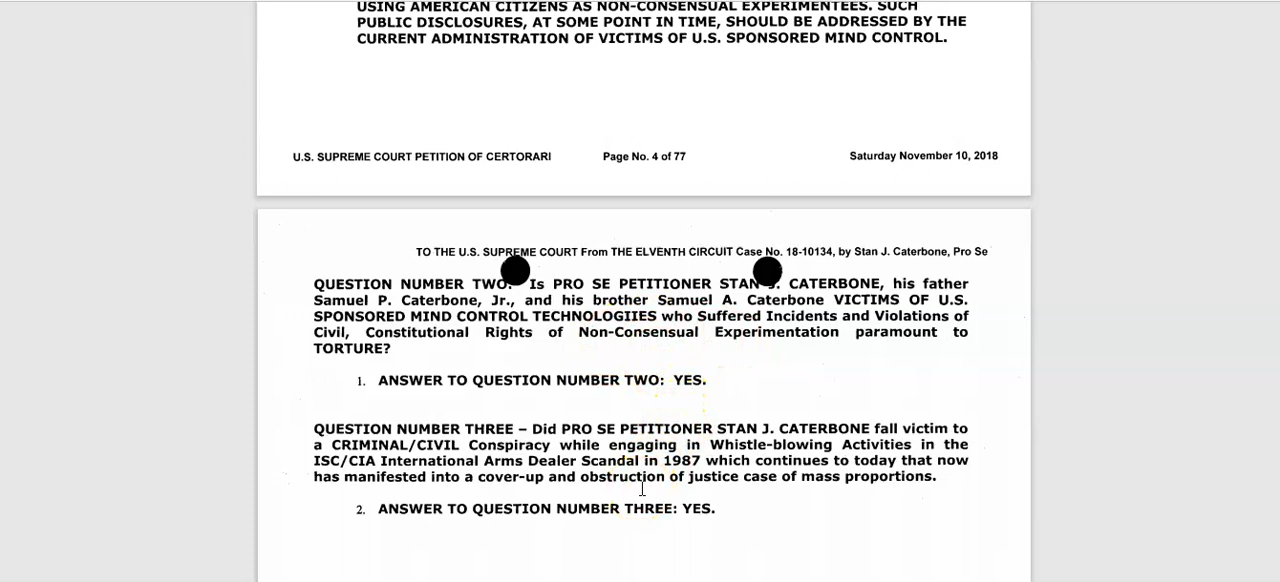 USING AMERICAN CITIZENS AS NON-CONSENSUAL EXPERIMENTEES. SUCH
PUBLIC DISCLOSURES, AT SOME POINT IN TIME, SHOULD BE ADDRESSED BY THE
CURRENT ADMINISTRATION OF VICTIMS OF U.S. SPONSORED MIND CONTROL.
U.S. SUPREME COURT PETITION OF CERTORARI Page No. 4 of 77 Saturday November 10, 2018
TO THE U.S. SUPREME COURT From THE ELVENTH CIRCUIT Case No. 18-10134, by Stan J. Caterbone, Pro Se
QUESTION NUMBER TWO: Is PRO SE PETITIONER STAN J. CATERBONE, his father
Samuel P. Caterbone, Jr., and his brother Samuel A. Caterbone VICTIMS OF U.S.
SPONSORED MIND CONTROL TECHNOLOGIIES who Suffered Incidents and Violations of
Civil, Constitutional Rights of Non-Consensual Experimentation paramount to
TORTURE?
1. ANSWER TO QUESTION NUMBER TWO: YES.
QUESTION NUMBER THREE – Did PRO SE PETITIONER STAN J. CATERBONE fall victim to
a CRIMINAL/CIVIL Conspiracy while engaging in Whistle-blowing Activities in the
ISC/CIA International Arms Dealer Scandal in 1987 which continues to today that now
has manifested into a cover-up and obstruction of justice case of mass proportions.
2. ANSWER TO QUESTION NUMBER THREE: YES.